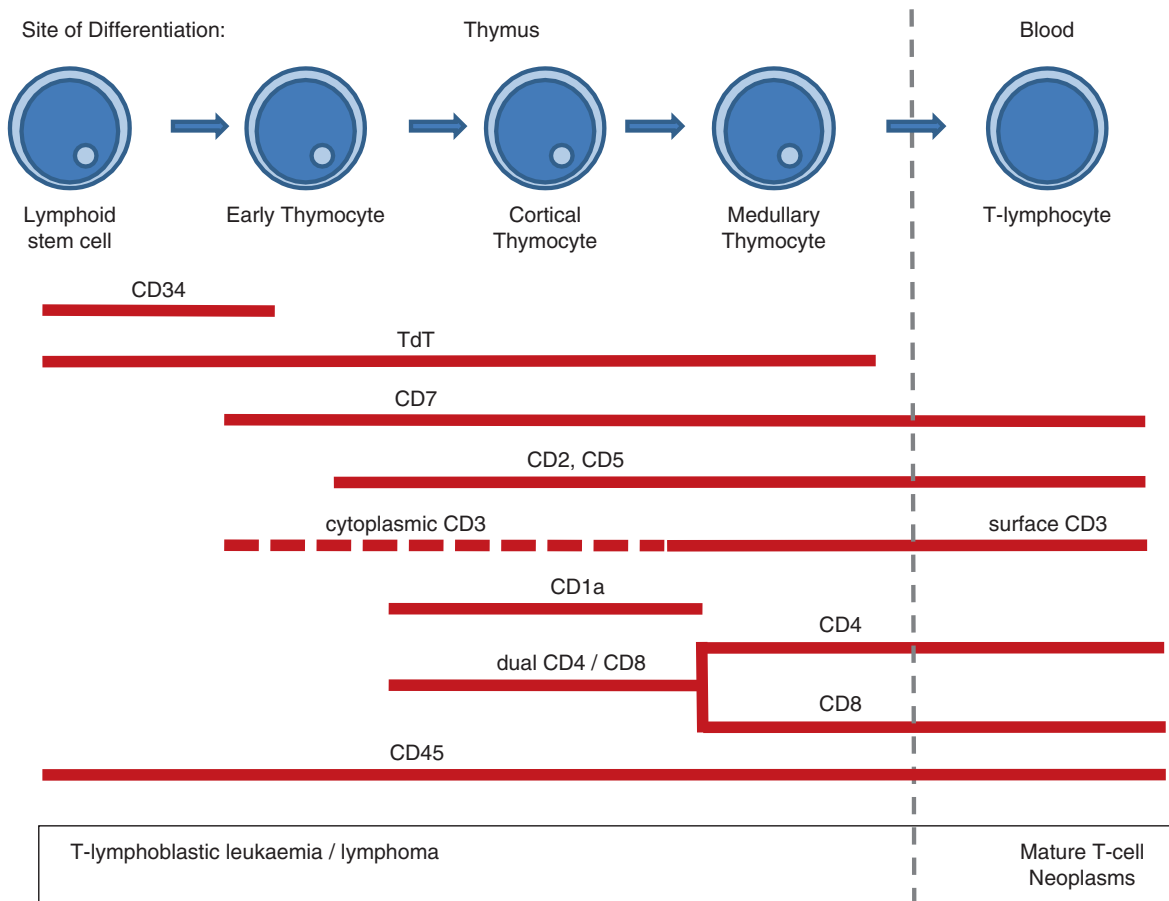 Site of Differentiation:
Thymus
Blood
Lymphoid
stem cell
Early Thymocyte
Cortical
Thymocyte
Medullary
Thymocyte
T-lymphocyte
CD34
TdT
CD7
CD2, CD5
cytoplasmic CD3
surface CD3
CD1a
CD4
dual CD4 / CD8
CD8
CD45
T-lymphoblastic leukaemia / lymphoma
Mature T-cell
Neoplasms